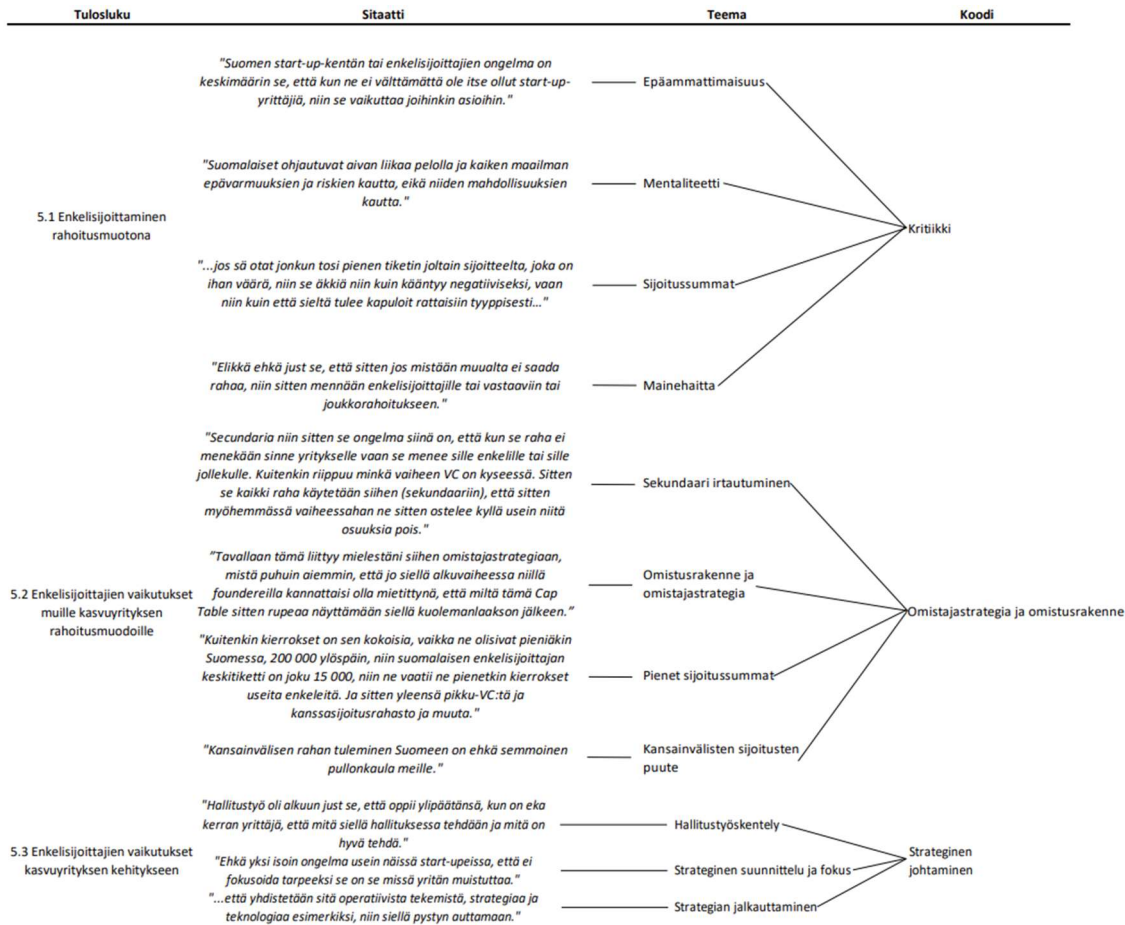 Tulosluku Sitaatti Teema Koodi
"Suomen start-up-kentän tai enkelisijoittajien ongelma on
keskimäärin se, että kun ne ei välttämättä ole itse ollut start-up-
yrittäjiä, niin se vaikuttaa joihinkin asioihin."
Epäammattimaisuus
"Suomalaiset ohjautuvat aivan liikaa pelolla ja kaiken maailman
epävarmuuksien ja riskien kautta, eikä niiden mahdollisuuksien
kautta."
Mentaliteetti
5.1 Enkelisijoittaminen
rahoitusmuotona
Kritiikki
"...jos sä otat jonkun tosi pienen tiketin joltain sijoitteelta, joka on
ihan väärä, niin se äkkiä niin kuin kääntyy negatiiviseksi, vaan
niin kuin että sieltä tulee kapuloit rattaisiin tyyppisesti…"
Sijoitussummat
"Elikkä ehkä just se, että sitten jos mistään muualta ei saada
rahaa, niin sitten mennään enkelisijoittajille tai vastaaviin tai
joukkorahoitukseen."
Mainehaitta
"Secundaria niin sitten se ongelma siinä on, että kun se raha ei
menekään sinne yritykselle vaan se menee sille enkelille tai sille
jollekulle. Kuitenkin riippuu minkä vaiheen VC on kyseessä. Sitten
se kaikki raha käytetään siihen (sekundaariin), että sitten
myöhemmässä vaiheessahan ne sitten ostelee kyllä usein niitä
osuuksia pois."
Sekundaari irtautuminen
"Tavallaan tämä liittyy mielestäni siihen omistajastrategiaan,
mistä puhuin aiemmin, että jo siellä alkuvaiheessa niillä
foundereilla kannattaisi olla mietittynä, että miltä tämä Cap
Table sitten rupeaa näyttämään siellä kuolemanlaakson jälkeen.”
Omistusrakenne ja
omistajastrategia
5.2 Enkelisijoittajien vaikutukset
muille kasvuyrityksen
rahoitusmuodoille
Omistajastrategia ja omistusrakenne
"Kuitenkin kierrokset on sen kokoisia, vaikka ne olisivat pieniäkin
Suomessa, 200 000 ylöspäin, niin suomalaisen enkelisijoittajan
keskitiketti on joku 15 000, niin ne vaatii ne pienetkin kierrokset
useita enkeleitä. Ja sitten yleensä pikku-VC:tä ja
kanssasijoitusrahasto ja muuta."
Pienet sijoitussummat
"Kansainvälisen rahan tuleminen Suomeen on ehkä semmoinen
pullonkaula meille."
Kansainvälisten sijoitusten
puute
"Hallitustyö oli alkuun just se, että oppii ylipäätänsä, kun on eka
kerran yrittäjä, että mitä siellä hallituksessa tehdään ja mitä on
hyvä tehdä."
Hallitustyöskentely
5.3 Enkelisijoittajien vaikutukset
kasvuyrityksen kehitykseen
"Ehkä yksi isoin ongelma usein näissä start-upeissa, että ei
fokusoida tarpeeksi se on se missä yritän muistuttaa."
Strateginen suunnittelu ja fokus
Strateginen
johtaminen
"...että yhdistetään sitä operatiivista tekemistä, strategiaa ja
teknologiaa esimerkiksi, niin siellä pystyn auttamaan."
Strategian jalkauttaminen